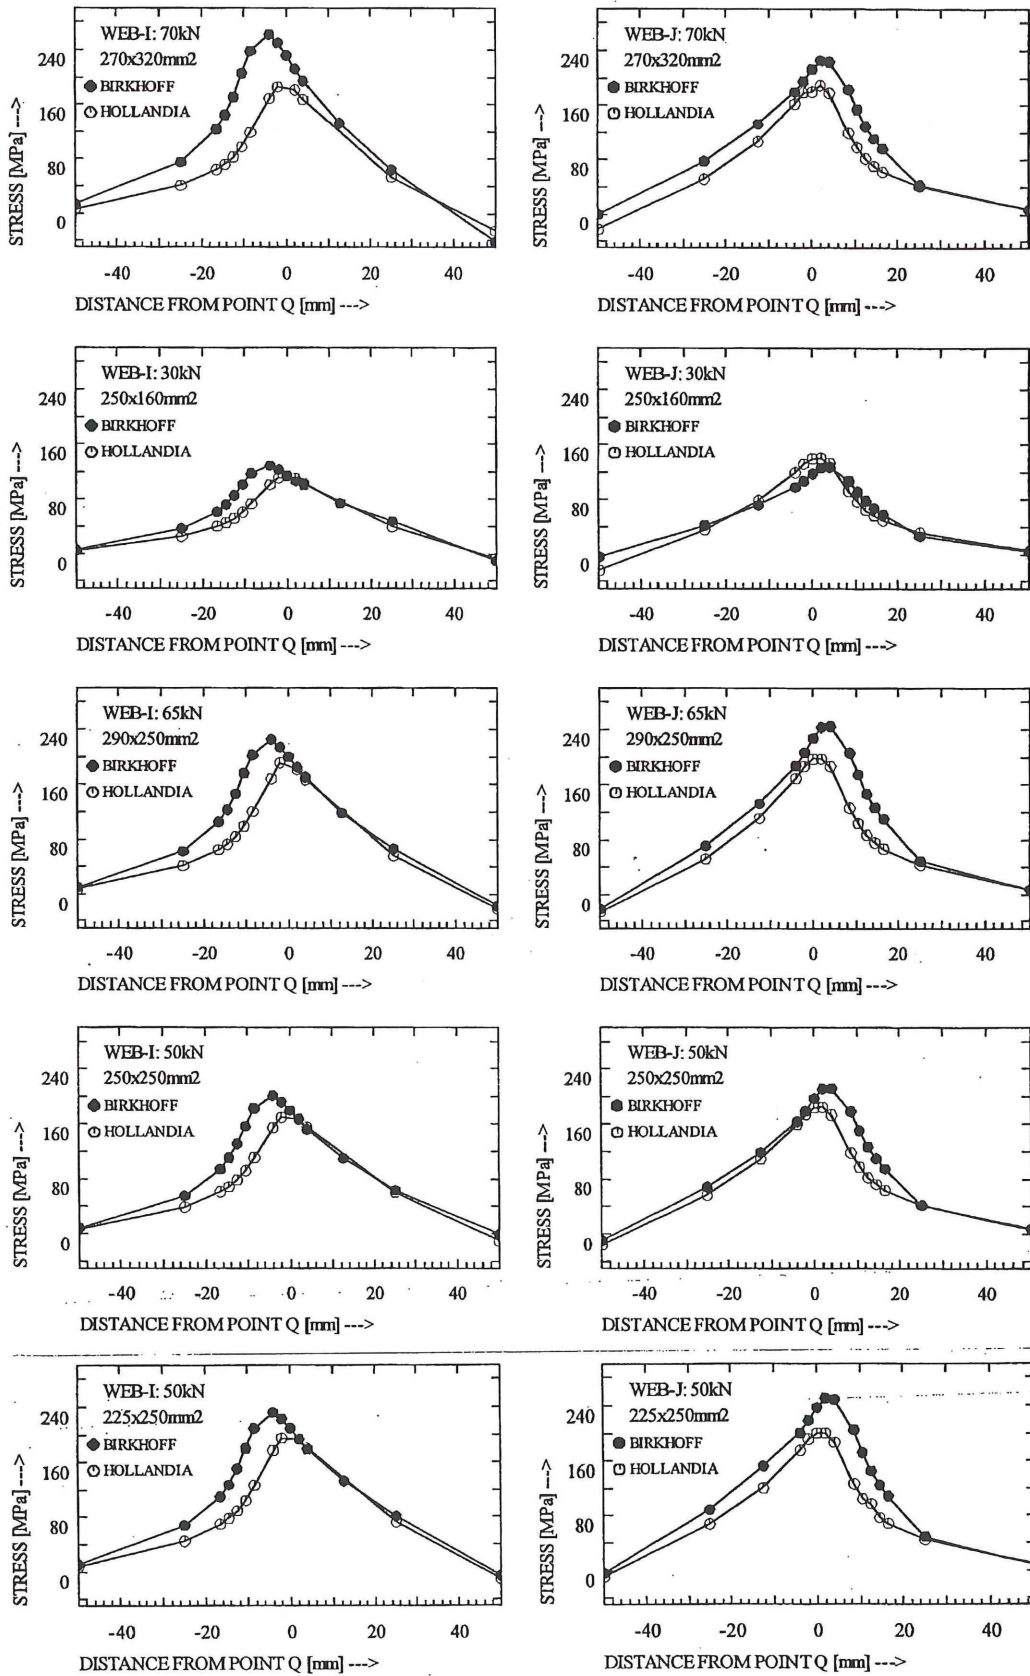 WEB-I: 70kN
270x320mm2
BIRKHOFF
HOLLANDIA
240
160
80
0
STRESS [MPa] --->
-40 -20 0 20 40
DISTANCE FROM POINT Q [mm] --->
WEB-J: 70kN
270x320mm2
BIRKHOFF
HOLLANDIA
240
160
80
0
STRESS [MPa] --->
-40 -20 0 20 40
DISTANCE FROM POINT Q [mm] --->
WEB-I: 30kN
250x160mm2
BIRKHOFF
HOLLANDIA
240
160
80
0
STRESS [MPa] --->
-40 -20 0 20 40
DISTANCE FROM POINT Q [mm] --->
WEB-J: 30kN
250x160mm2
BIRKHOFF
HOLLANDIA
240
160
80
0
STRESS [MPa] --->
-40 -20 0 20 40
DISTANCE FROM POINT Q [mm] --->
WEB-I: 65kN
290x250mm2
BIRKHOFF
HOLLANDIA
240
160
80
0
STRESS [MPa] --->
-40 -20 0 20 40
DISTANCE FROM POINT Q [mm] --->
WEB-J: 65kN
290x250mm2
BIRKHOFF
HOLLANDIA
240
160
80
0
STRESS [MPa] --->
-40 -20 0 20 40
DISTANCE FROM POINT Q [mm] --->
WEB-I: 50kN
250x250mm2
BIRKHOFF
HOLLANDIA
240
160
80
0
STRESS [MPa] --->
-40 -20 0 20 40
DISTANCE FROM POINT Q [mm] --->
WEB-J: 50kN
250x250mm2
BIRKHOFF
HOLLANDIA
240
160
80
0
STRESS [MPa] --->
-40 -20 0 20 40
DISTANCE FROM POINT Q [mm] --->
WEB-I: 50kN
225x250mm2
BIRKHOFF
HOLLANDIA
240
160
80
0
STRESS [MPa] --->
-40 -20 0 20 40
DISTANCE FROM POINT Q [mm] --->
WEB-J: 50kN
225x250mm2
BIRKHOFF
HOLLANDIA
240
160
80
0
STRESS [MPa] --->
-40 -20 0 20 40
DISTANCE FROM POINT Q [mm] --->